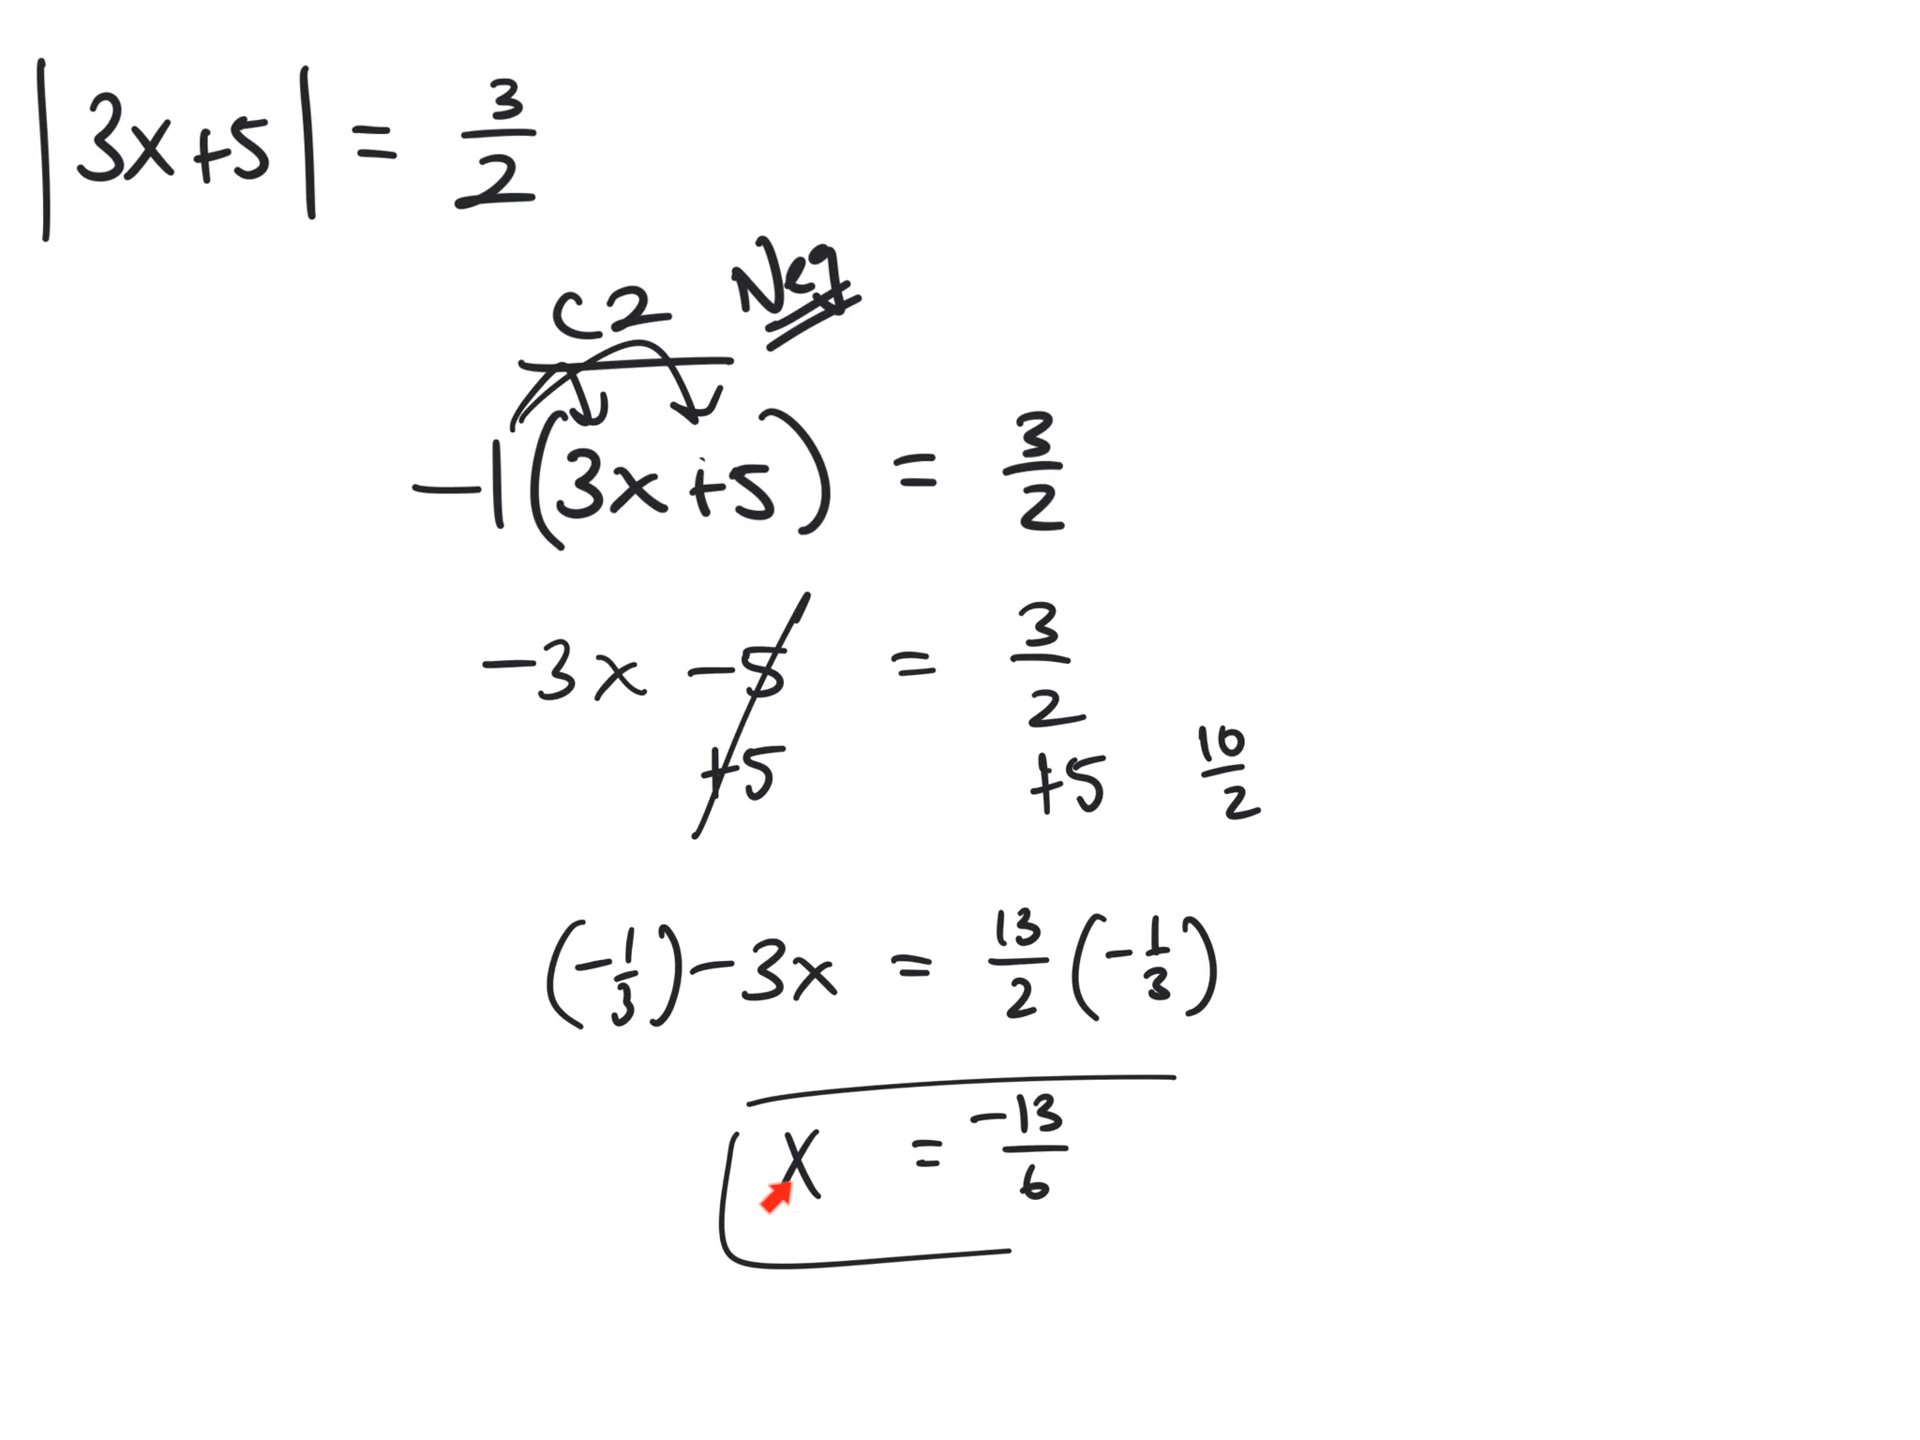 |3x+5| = 3/2
C2 Neg
-1(3x+5) = 3/2
-3x -5 = 3/2
+5 +5 10/2
(-1/3)-3x = 13/2(-1/3)
x = -13/6